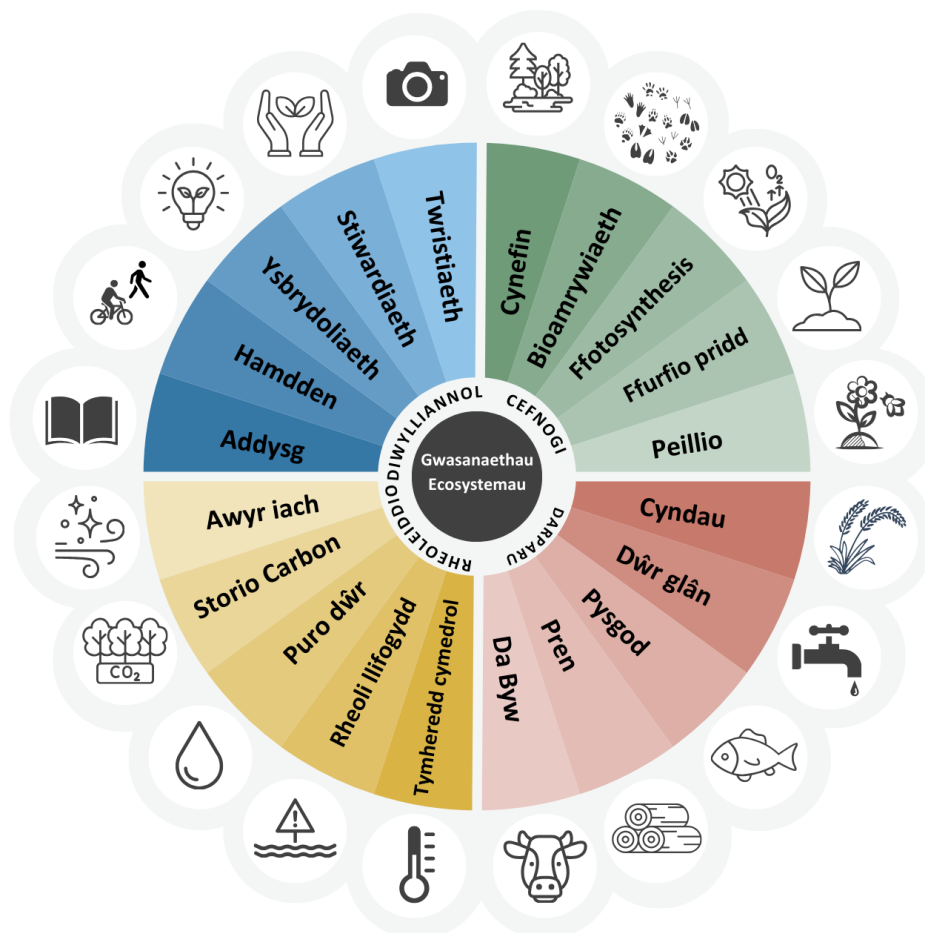 Gwasanaethau
Ecosystemau
CEFNOGI
Cynefin
Bioamrywiaeth
Ffotosynthesis
O2
Ffurfio pridd
Peillio
DARPARU
Cyndau
Dŵr glân
Pysgod
Pren
Da Byw
RHEOLEIDDIO
Tymheredd cymedrol
Rheoli llifogydd
!
Puro dŵr
Storio Carbon
CO2
Awyr iach
DIWYLLIANNOL
Addysg
Hamdden
Ysbrydoliaeth
Stiwardiaeth
Twristiaeth